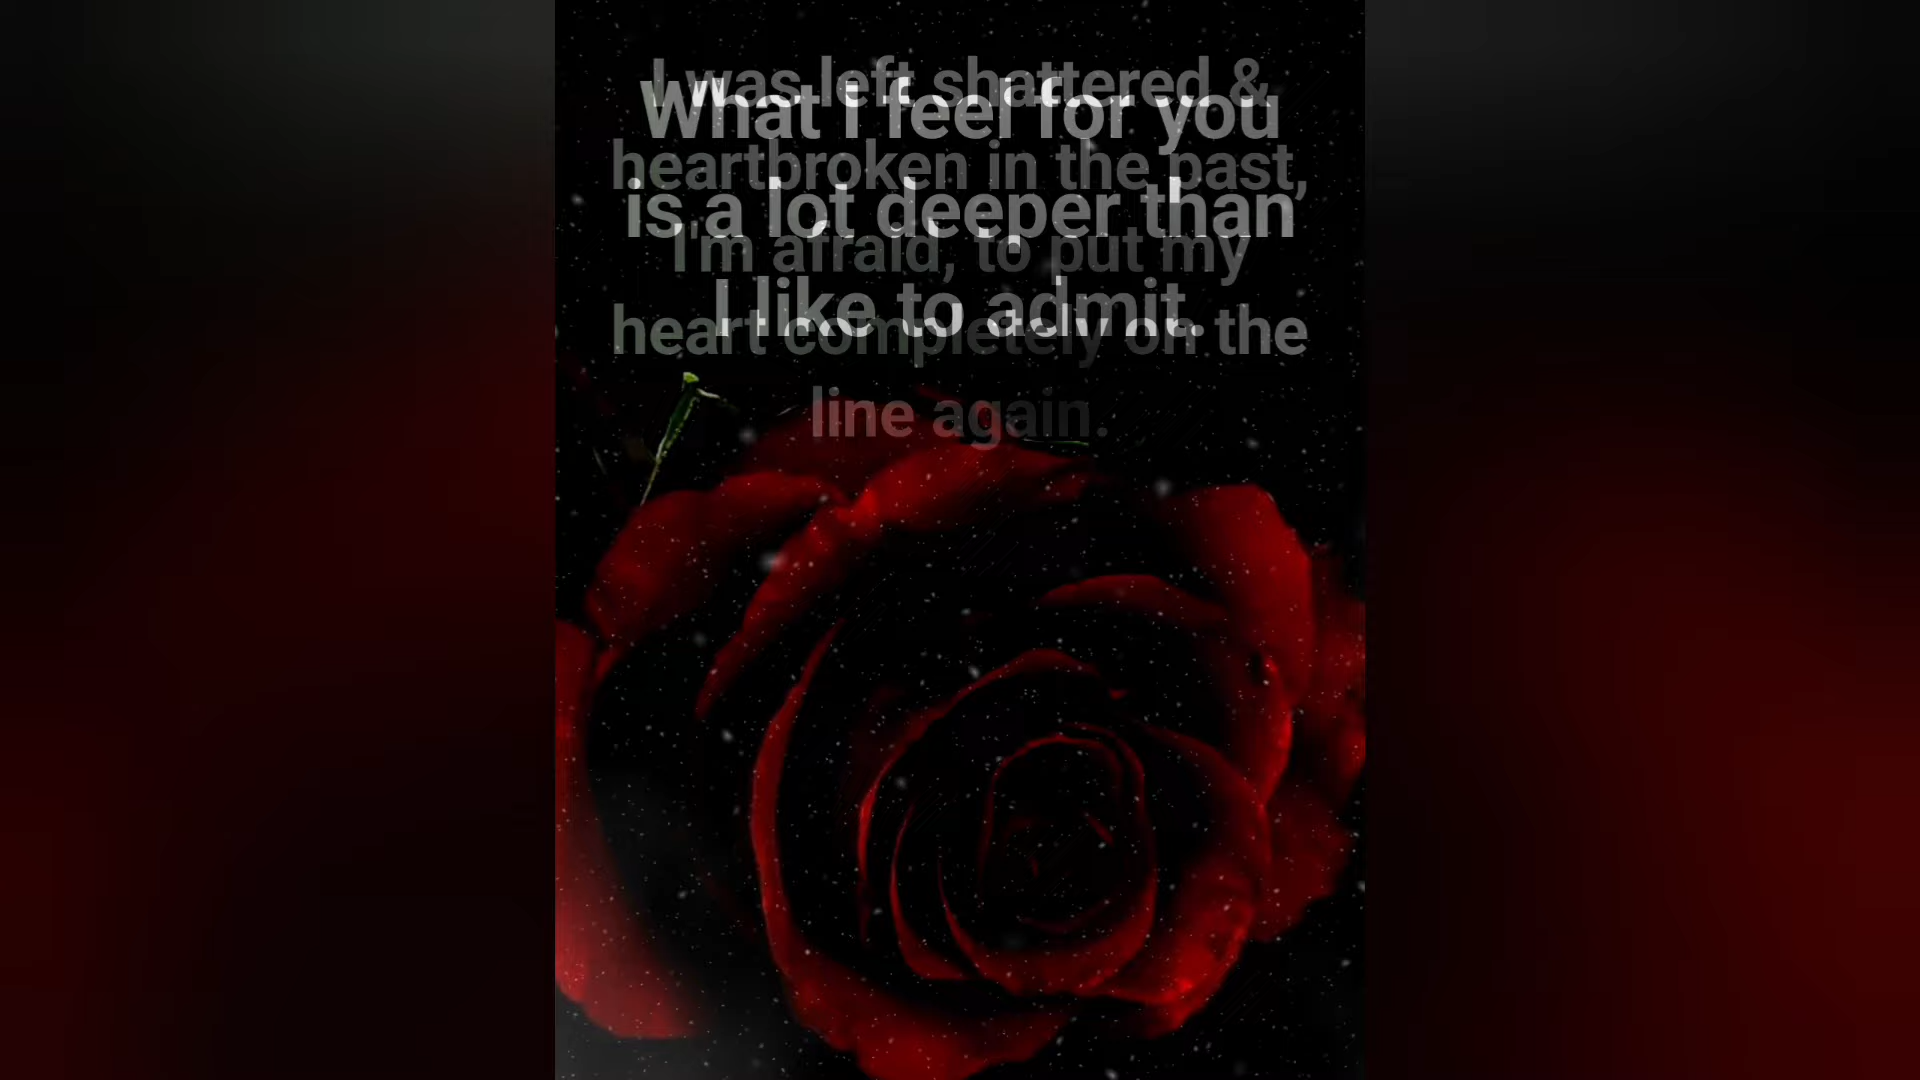 I was left shattered &
heartbroken in the past,
I'm afraid, to put my
heart completely on the
line again.
What I feel for you
is a lot deeper than
I like to admit.